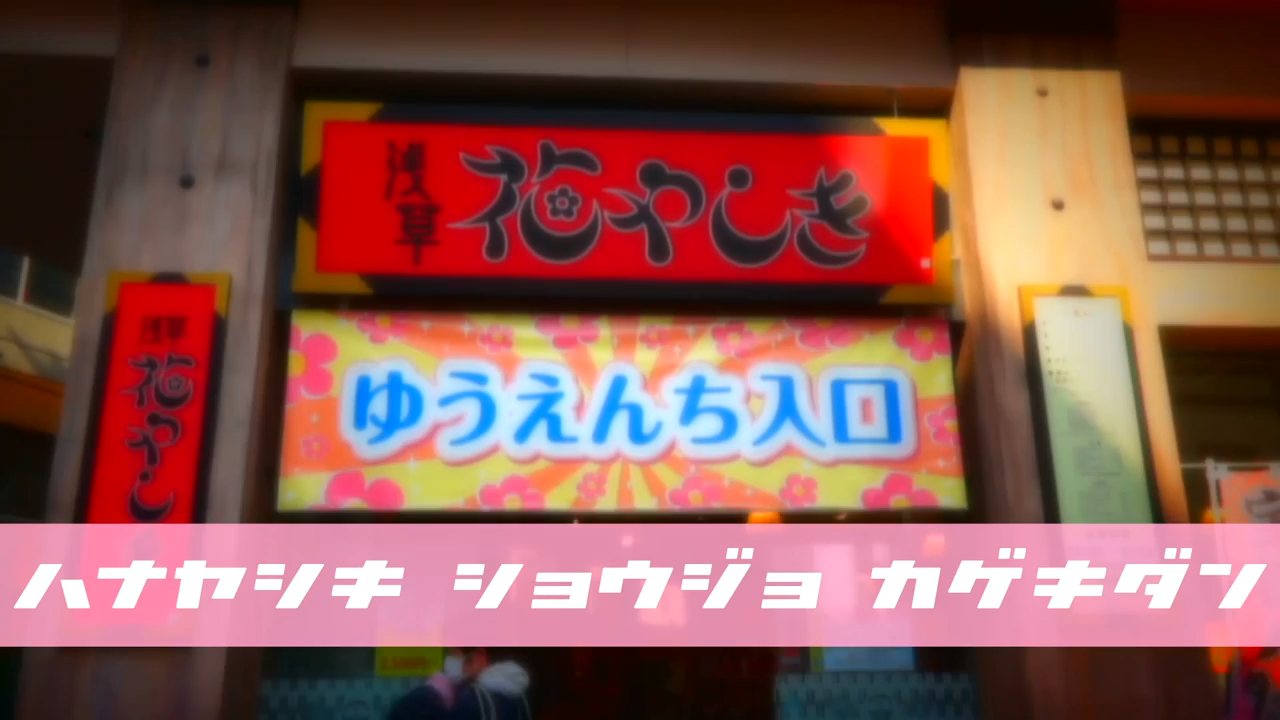 浅草 花やしき
浅草 花やし
ゆうえんち入口
ハナヤシキ ショウジョ カゲキダン